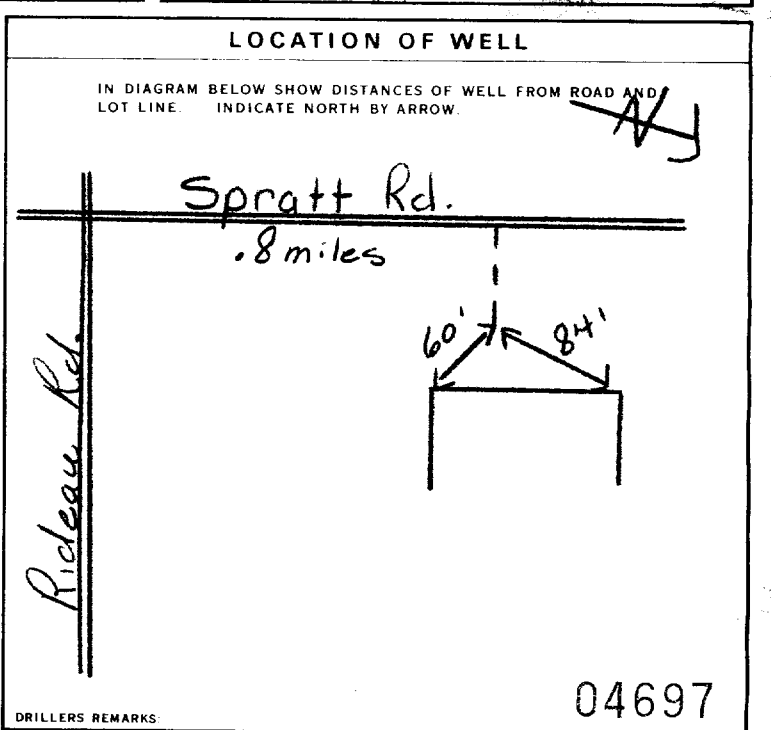 LOCATION OF WELL
IN DIAGRAM BELOW SHOW DISTANCES OF WELL FROM ROAD AND
LOT LINE. INDICATE NORTH BY ARROW.
N
Spratt Rd.
.8 miles
60' 84'
Rideau Rd.
04697
DRILLERS REMARKS: